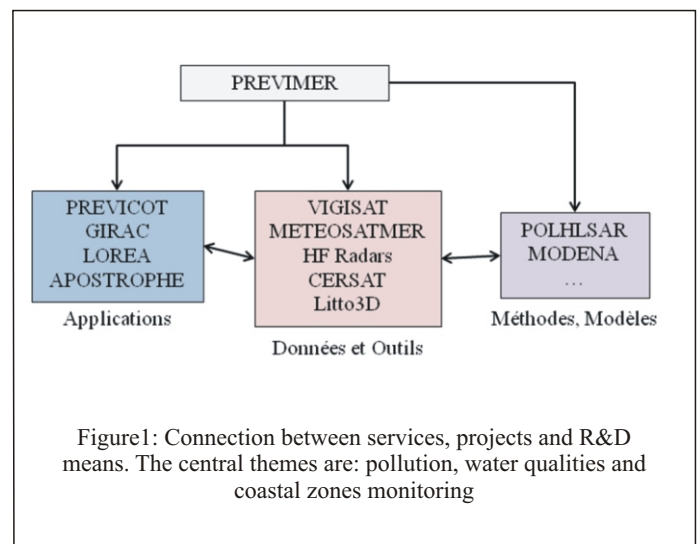 PREVIMER
PREVICOT
GIRAC
LOREA
APOSTROPHE
Applications
VIGISAT
METEOSATMER
HF Radars
CERSAT
Litto3D
Données et Outils
POLHLSAR
MODENA
...
Méthodes, Modèles
Figure1: Connection between services, projects and R&D
means. The central themes are: pollution, water qualities and
coastal zones monitoring